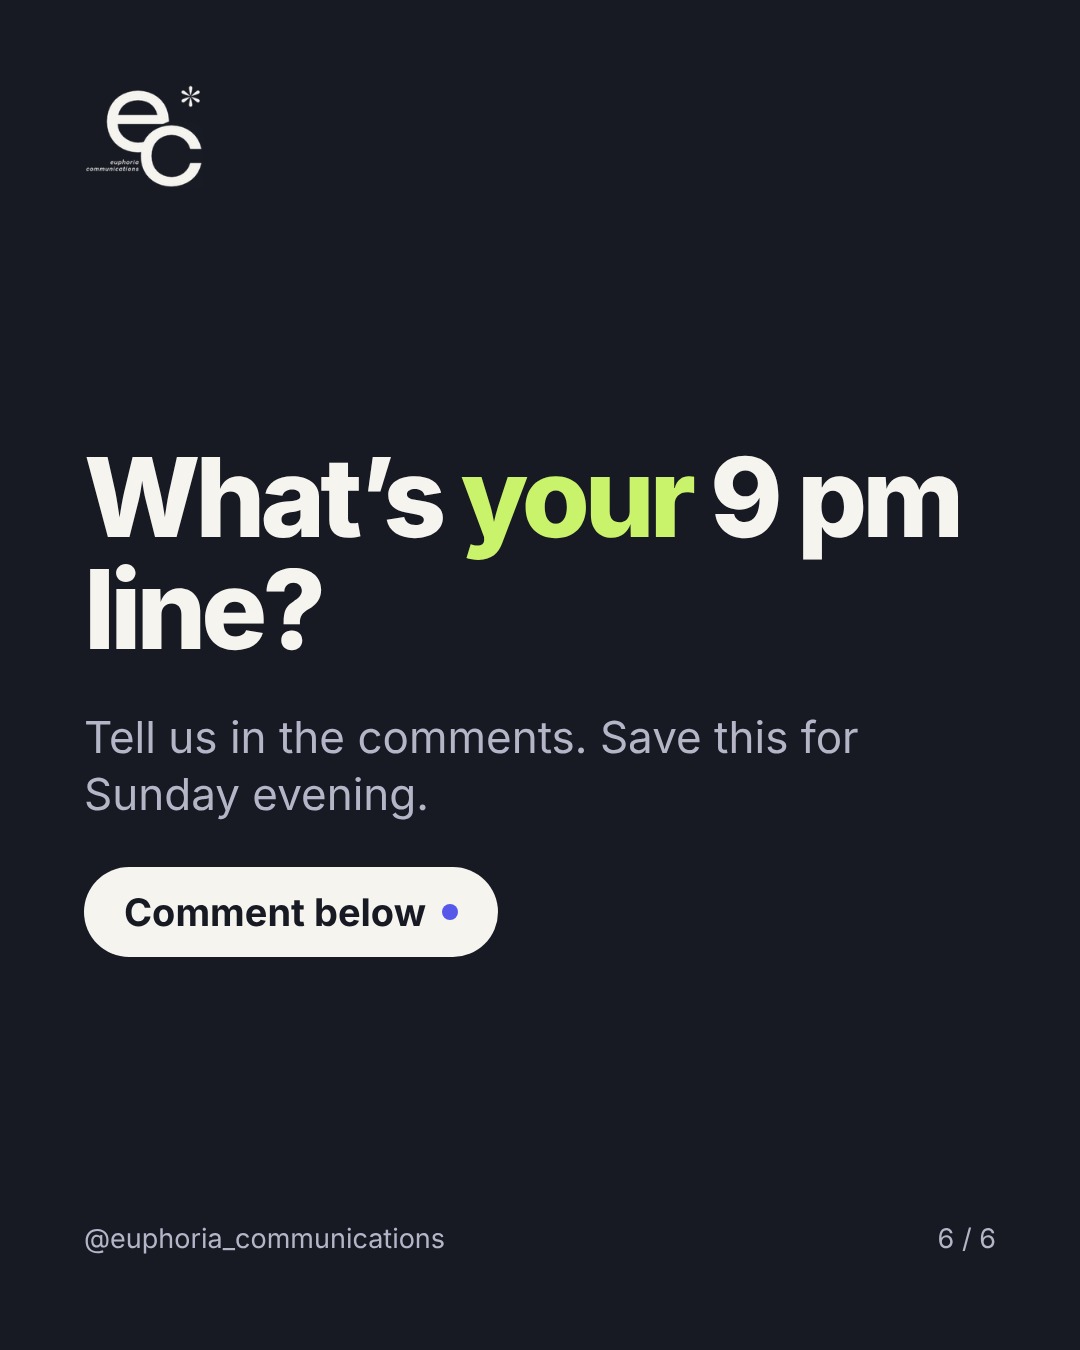 ec*
euphoria
communications
What’s your 9 pm
line?
Tell us in the comments. Save this for
Sunday evening.
Comment below
@euphoria_communications
6 / 6